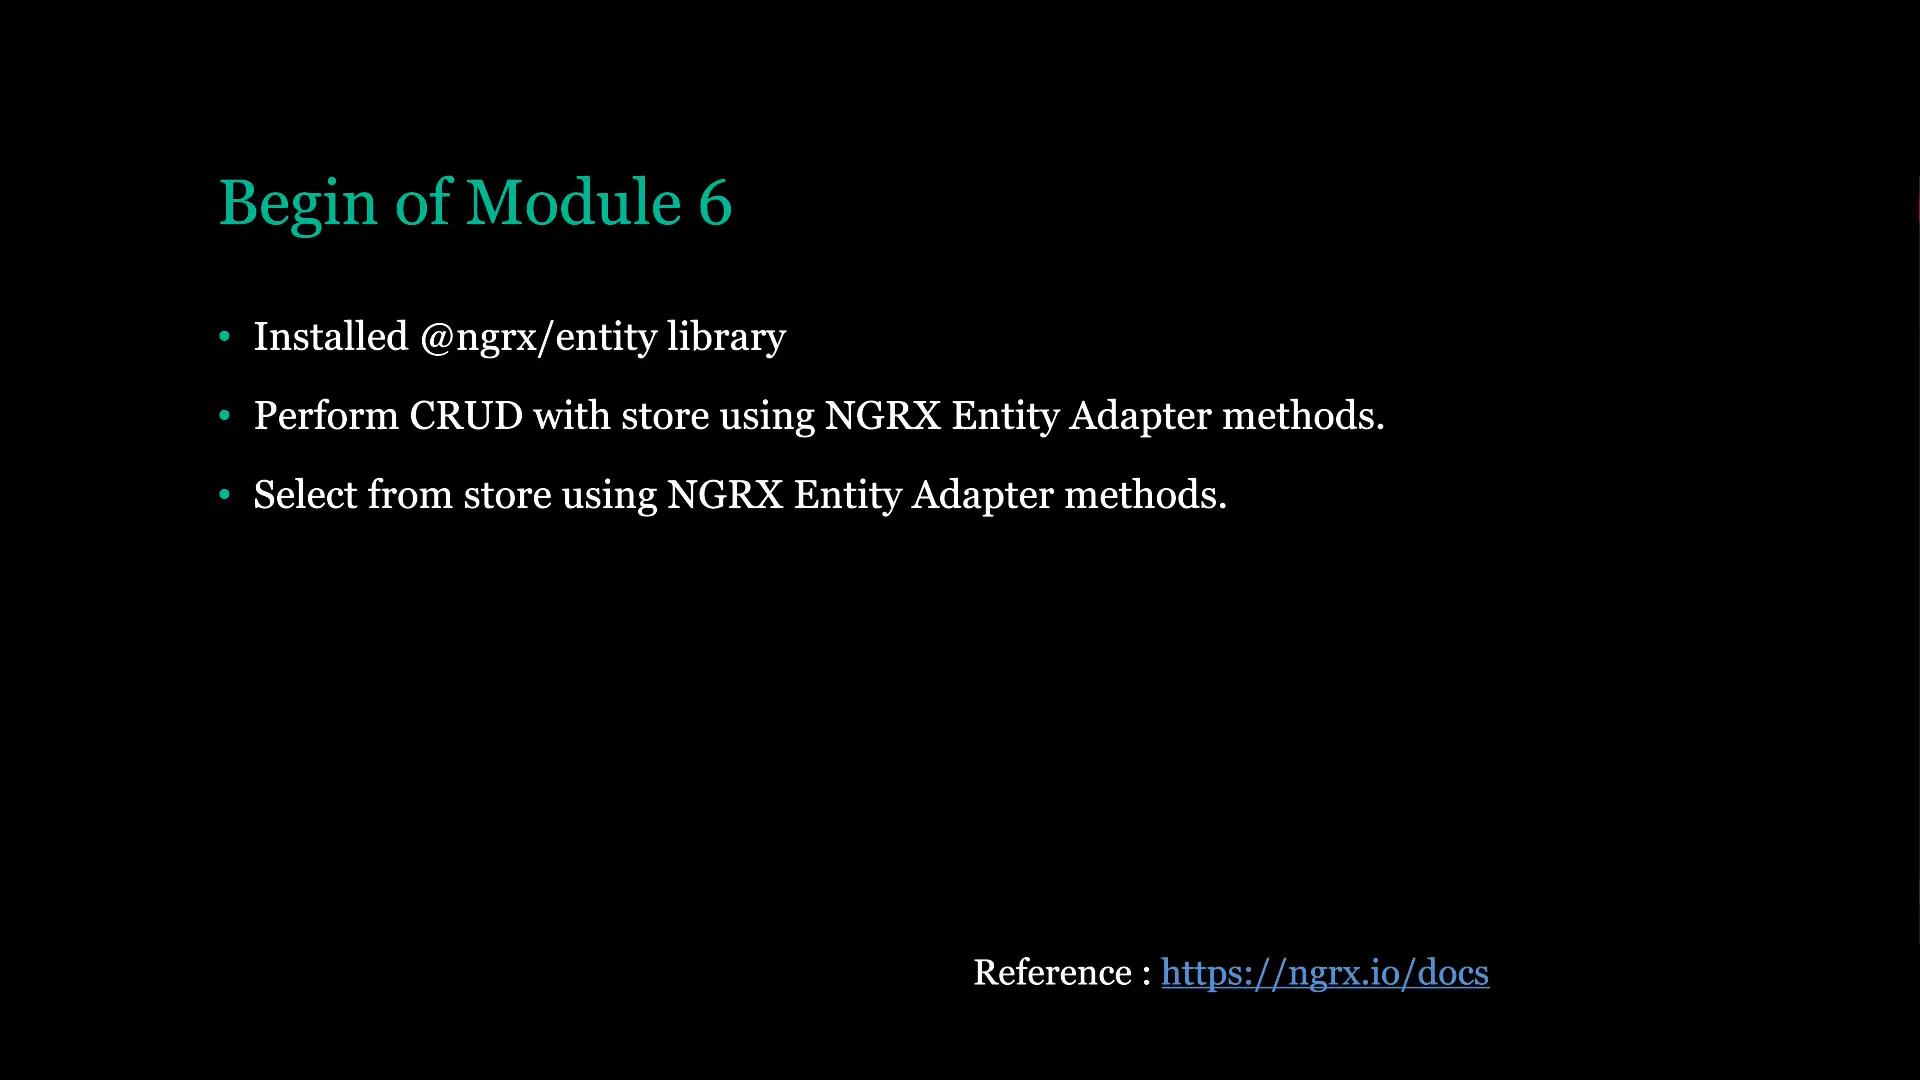 Begin of Module 6
• Installed @ngrx/entity library
• Perform CRUD with store using NGRX Entity Adapter methods.
• Select from store using NGRX Entity Adapter methods.
Reference : https://ngrx.io/docs